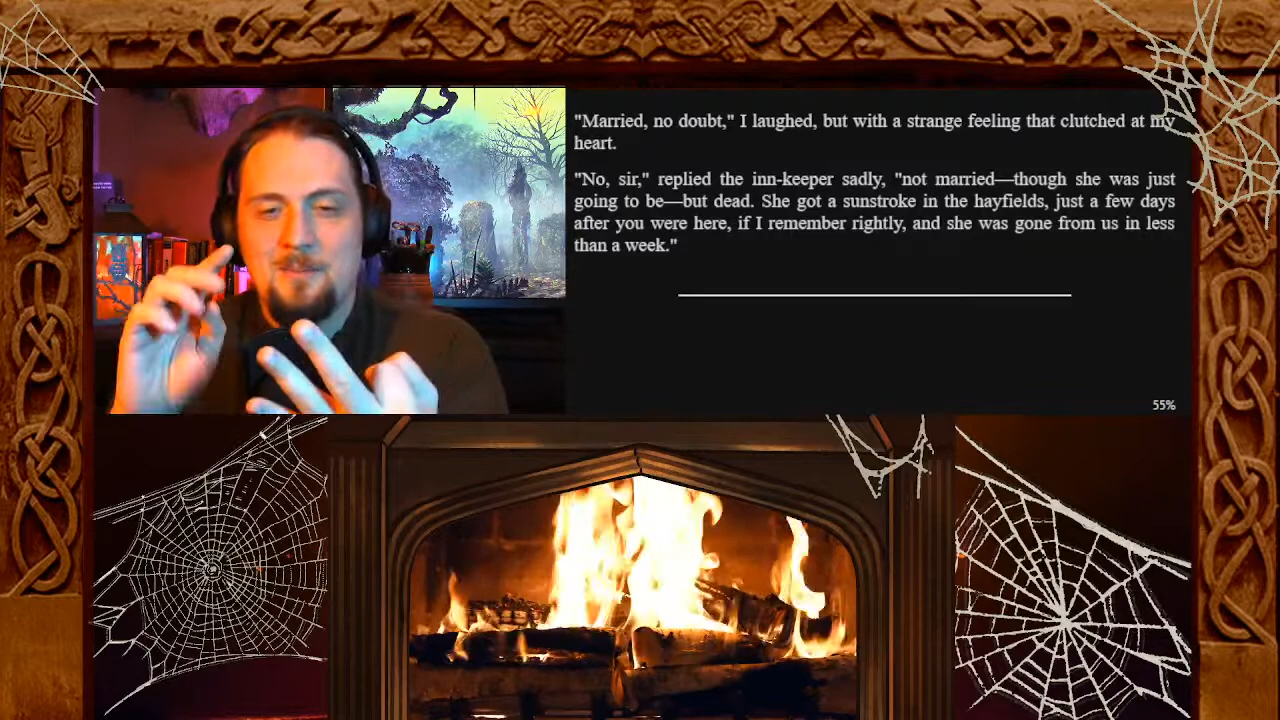 "Married, no doubt," I laughed, but with a strange feeling that clutched at my
heart.
"No, sir," replied the inn-keeper sadly, "not married—though she was just
going to be—but dead. She got a sunstroke in the hayfields, just a few days
after you were here, if I remember rightly, and she was gone from us in less
than a week."
55%